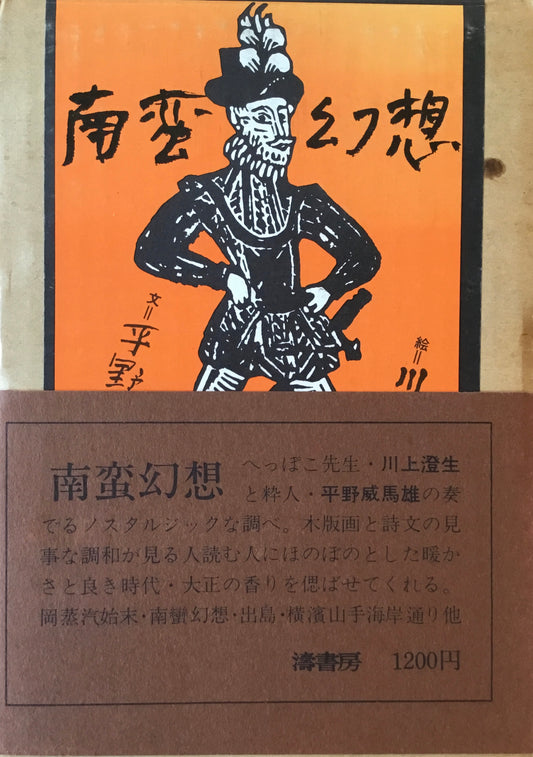 南蛮幻想
文=平野
絵=川
南蛮幻想
へっぽこ先生・川上澄生
と粋人・平野威馬雄の奏
でるノスタルジックな調べ。木版画と詩文の見
事な調和が見る人読む人にほのぼのとした暖か
さと良き時代・大正の香りを偲ばせてくれる。
岡蒸汽始末・南蠻幻想・出島・横濱山手海岸通り他
濤書房 1200円